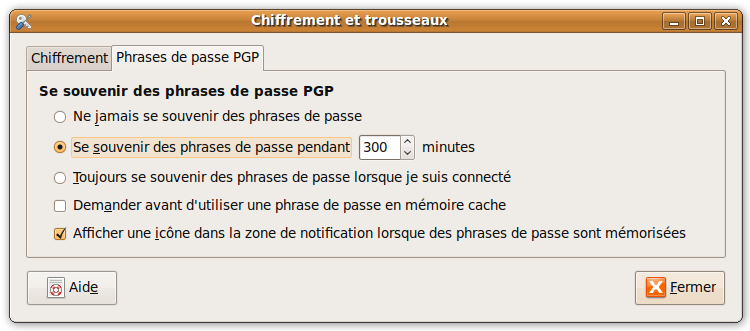 Chiffrement et trousseaux
Chiffrement Phrases de passe PGP
Se souvenir des phrases de passe PGP
Ne jamais se souvenir des phrases de passe
Se souvenir des phrases de passe pendant 300 minutes
Toujours se souvenir des phrases de passe lorsque je suis connecté
Demander avant d'utiliser une phrase de passe en mémoire cache
Afficher une icône dans la zone de notification lorsque des phrases de passe sont mémorisées
Aide Fermer